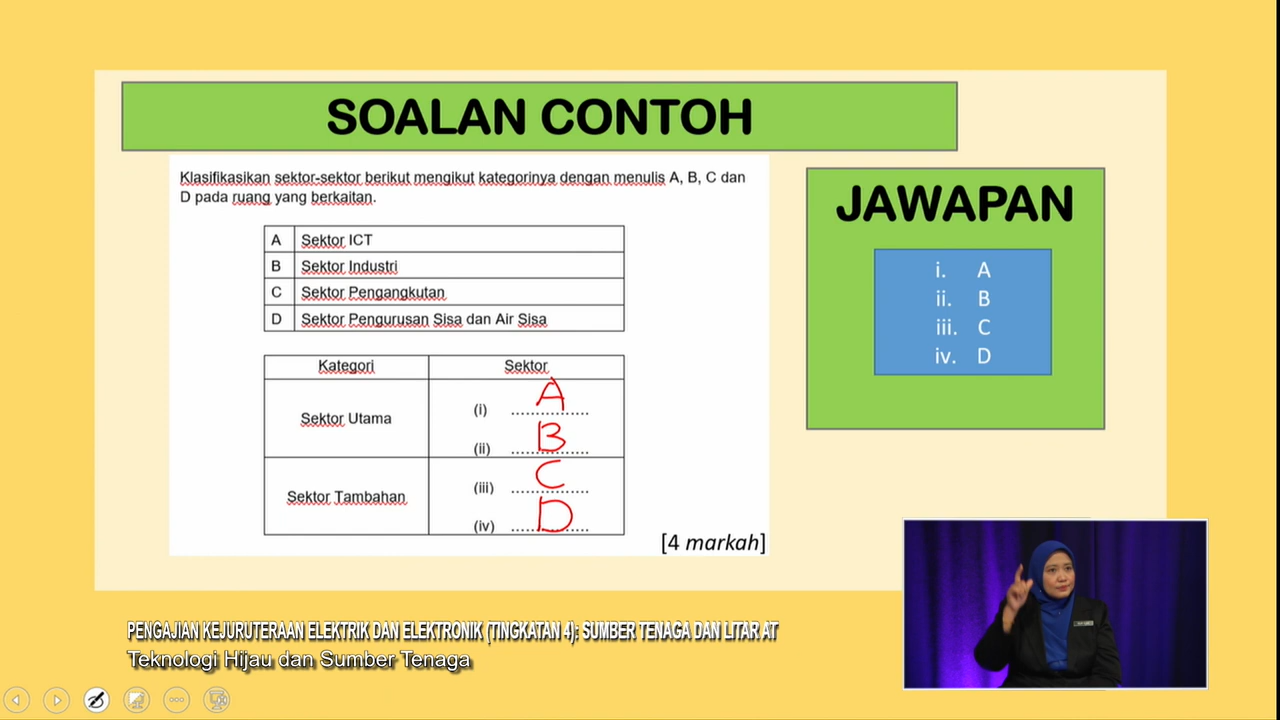 SOALAN CONTOH
Klasifikasikan sektor-sektor berikut mengikut kategorinya dengan menulis A, B, C dan
D pada ruang yang berkaitan.
A Sektor ICT
B Sektor Industri
C Sektor Pengangkutan
D Sektor Pengurusan Sisa dan Air Sisa
Kategori Sektor
Sektor Utama
(i) A
(ii) B
Sektor Tambahan
(iii) C
(iv) D
[4 markah]
JAWAPAN
i. A
ii. B
iii. C
iv. D
PENGAJIAN KEJURUTERAAN ELEKTRIK DAN ELEKTRONIK (TINGKATAN 4): SUMBER TENAGA DAN LITAR AT
Teknologi Hijau dan Sumber Tenaga